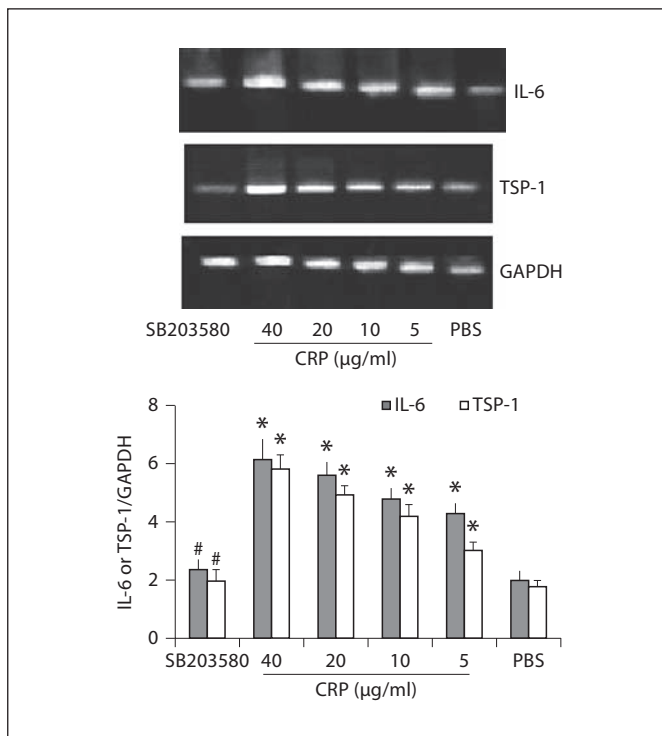 IL-6
TSP-1
GAPDH
SB203580 40 20 10 5 PBS
CRP (µg/ml)
8
6
4
2
0
IL-6 or TSP-1/GAPDH
IL-6 TSP-1
* * * * * * * *
# #
SB203580 40 20 10 5 PBS
CRP (µg/ml)